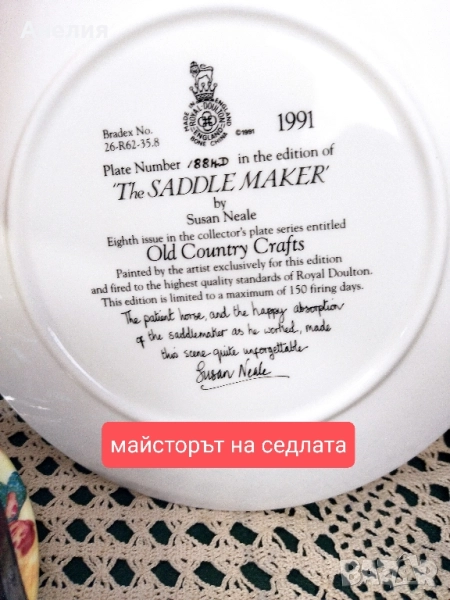 Аделия
MADE IN ENGLAND
ROYAL DOULTON
ENGLAND
BONE CHINA
©1991
1991
Bradex No.
26-R62-35.8
Plate Number 1884D in the edition of
'The SADDLE MAKER'
by
Susan Neale
Eighth issue in the collector's plate series entitled
Old Country Crafts
Painted by the artist exclusively for this edition
and fired to the highest quality standards of Royal Doulton.
This edition is limited to a maximum of 150 firing days.
The patient horse, and the happy absorption
of the saddlemaker as he worked, made
this scene quite unforgettable
Susan Neale
майсторът на седлата
BAZAR